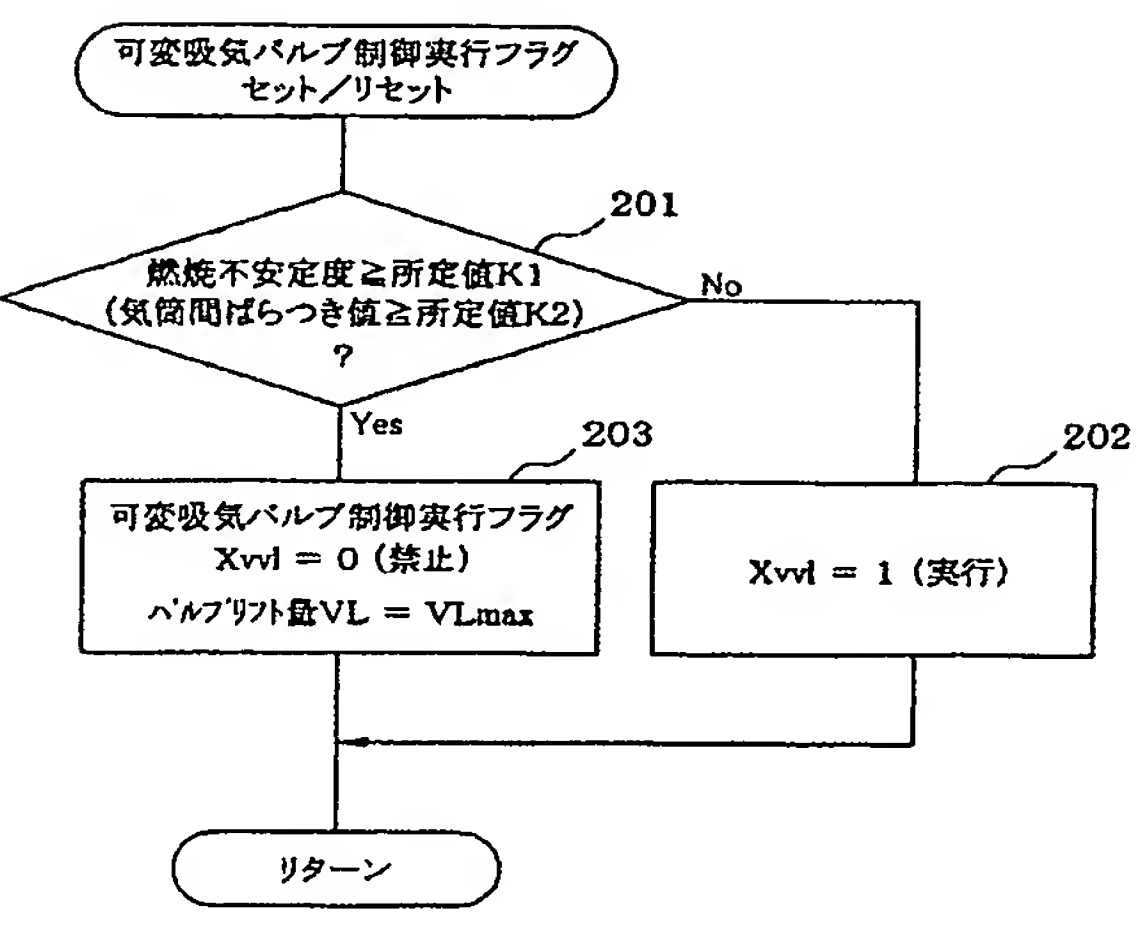 可変吸気バルブ制御実行フラグ
セット／リセット
201
燃焼不安定度≧所定値K1
(気筒間ばらつき値≧所定値K2)
?
No
Yes
203
202
可変吸気バルブ制御実行フラグ
Xvvl = 0 (禁止)
バルブリフト量VL = VLmax
Xvvl = 1 (実行)
リターン